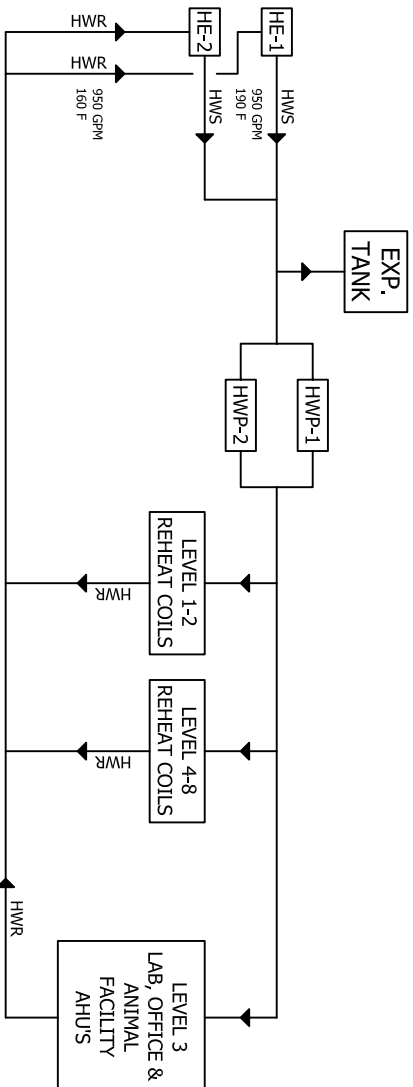 HWR
HWR
950 GPM
160 F
HE-2
HE-1
HWS
950 GPM
190 F
EXP.
TANK
HWP-1
HWP-2
LEVEL 1-2
REHEAT COILS
HWR
LEVEL 4-8
REHEAT COILS
HWR
LEVEL 3
LAB, OFFICE &
ANIMAL
FACILITY
AHU'S
HWR